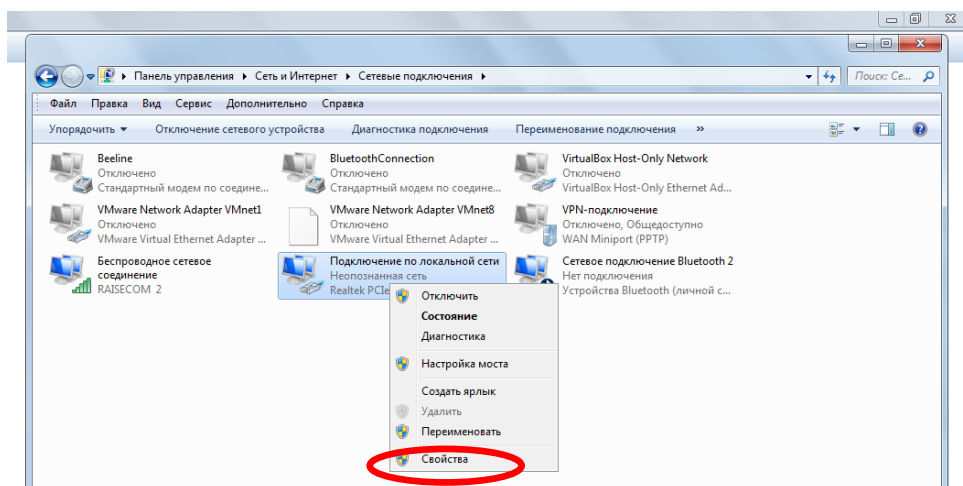 Панель управления ▸ Сеть и Интернет ▸ Сетевые подключения ▸
Поиск: Се...
Файл Правка Вид Сервис Дополнительно Справка
Упорядочить Отключение сетевого устройства Диагностика подключения Переименование подключения »
Beeline
Отключено
Стандартный модем по соедине...
BluetoothConnection
Отключено
Стандартный модем по соедине...
VirtualBox Host-Only Network
Отключено
VirtualBox Host-Only Ethernet Ad...
VMware Network Adapter VMnet1
Отключено
VMware Virtual Ethernet Adapter ...
VMware Network Adapter VMnet8
Отключено
VMware Virtual Ethernet Adapter ...
VPN-подключение
Отключено, Общедоступно
WAN Miniport (PPTP)
Беспроводное сетевое
соединение
RAISECOM 2
Подключение по локальной сети
Неопознанная сеть
Realtek PCIe
Сетевое подключение Bluetooth 2
Нет подключения
Устройства Bluetooth (личной с...
Отключить
Состояние
Диагностика
Настройка моста
Создать ярлык
Удалить
Переименовать
Свойства